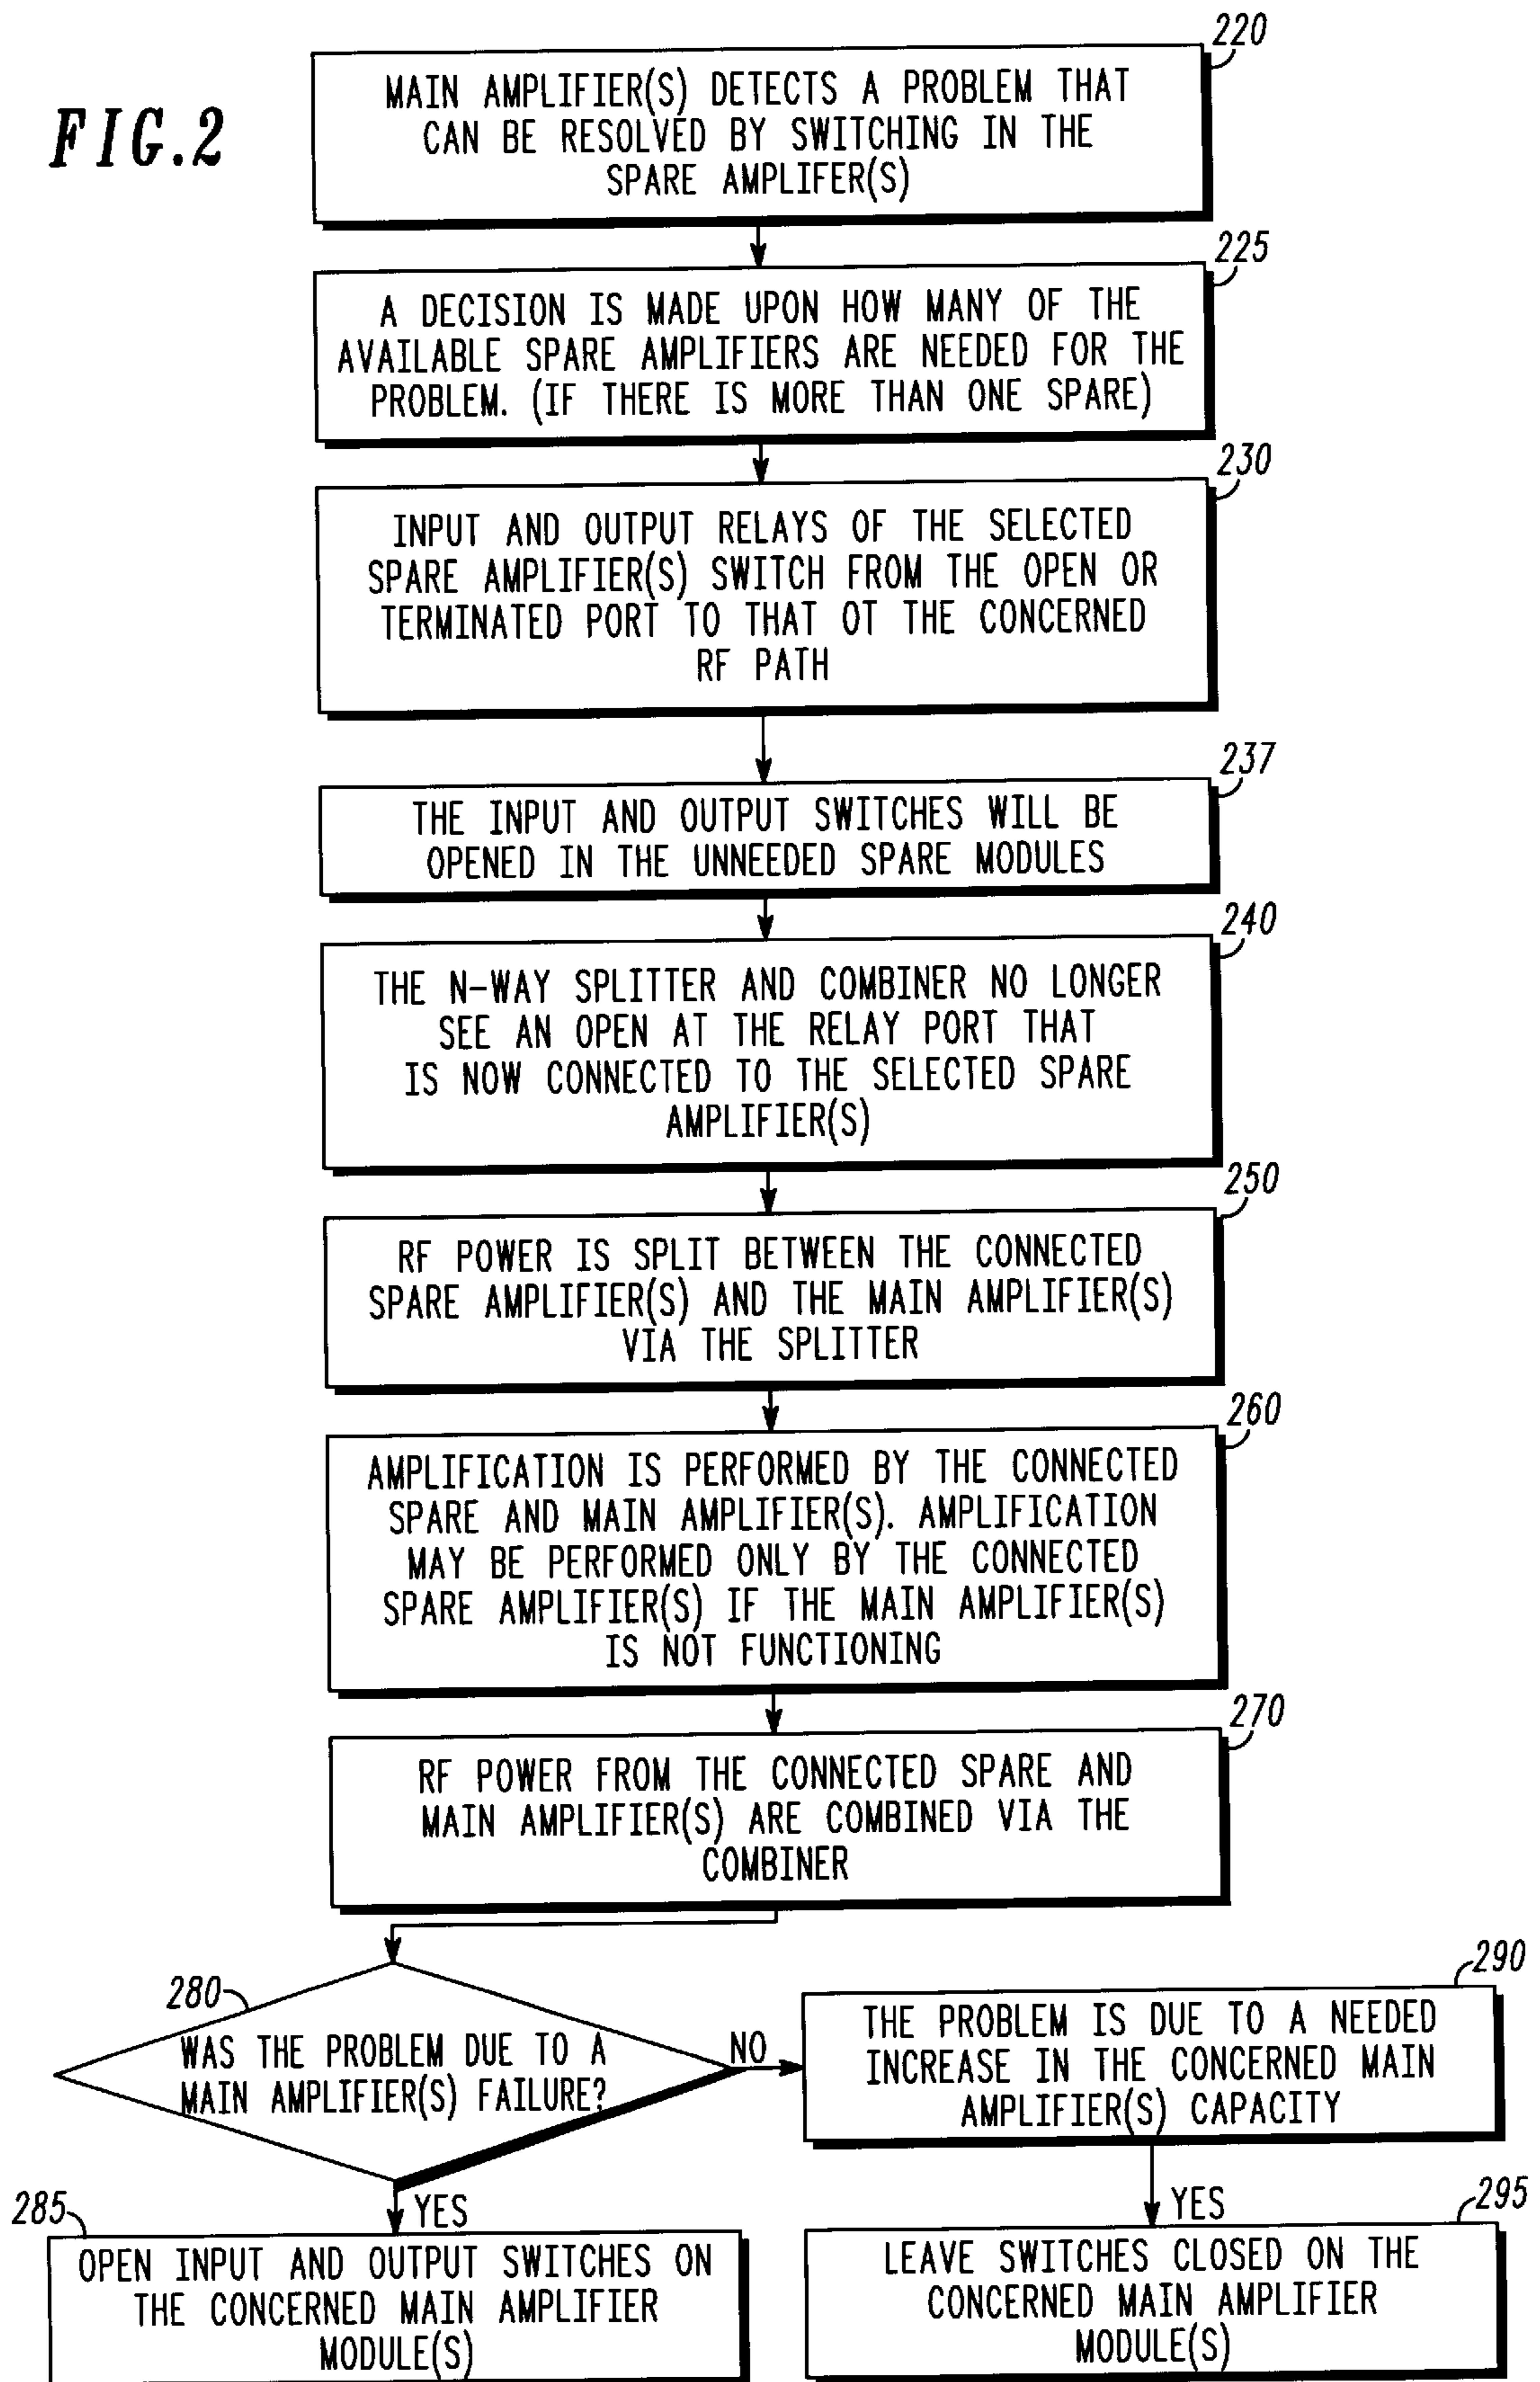 FIG.2
220
MAIN AMPLIFIER(S) DETECTS A PROBLEM THAT
CAN BE RESOLVED BY SWITCHING IN THE
SPARE AMPLIFER(S)
225
A DECISION IS MADE UPON HOW MANY OF THE
AVAILABLE SPARE AMPLIFIERS ARE NEEDED FOR THE
PROBLEM. (IF THERE IS MORE THAN ONE SPARE)
230
INPUT AND OUTPUT RELAYS OF THE SELECTED
SPARE AMPLIFIER(S) SWITCH FROM THE OPEN OR
TERMINATED PORT TO THAT OT THE CONCERNED
RF PATH
237
THE INPUT AND OUTPUT SWITCHES WILL BE
OPENED IN THE UNNEEDED SPARE MODULES
240
THE N-WAY SPLITTER AND COMBINER NO LONGER
SEE AN OPEN AT THE RELAY PORT THAT
IS NOW CONNECTED TO THE SELECTED SPARE
AMPLIFIER(S)
250
RF POWER IS SPLIT BETWEEN THE CONNECTED
SPARE AMPLIFIER(S) AND THE MAIN AMPLIFIER(S)
VIA THE SPLITTER
260
AMPLIFICATION IS PERFORMED BY THE CONNECTED
SPARE AND MAIN AMPLIFIER(S). AMPLIFICATION
MAY BE PERFORMED ONLY BY THE CONNECTED
SPARE AMPLIFIER(S) IF THE MAIN AMPLIFIER(S)
IS NOT FUNCTIONING
270
RF POWER FROM THE CONNECTED SPARE AND
MAIN AMPLIFIER(S) ARE COMBINED VIA THE
COMBINER
280
WAS THE PROBLEM DUE TO A
MAIN AMPLIFIER(S) FAILURE?
NO
290
THE PROBLEM IS DUE TO A NEEDED
INCREASE IN THE CONCERNED MAIN
AMPLIFIER(S) CAPACITY
285
YES
OPEN INPUT AND OUTPUT SWITCHES ON
THE CONCERNED MAIN AMPLIFIER
MODULE(S)
YES
295
LEAVE SWITCHES CLOSED ON THE
CONCERNED MAIN AMPLIFIER
MODULE(S)